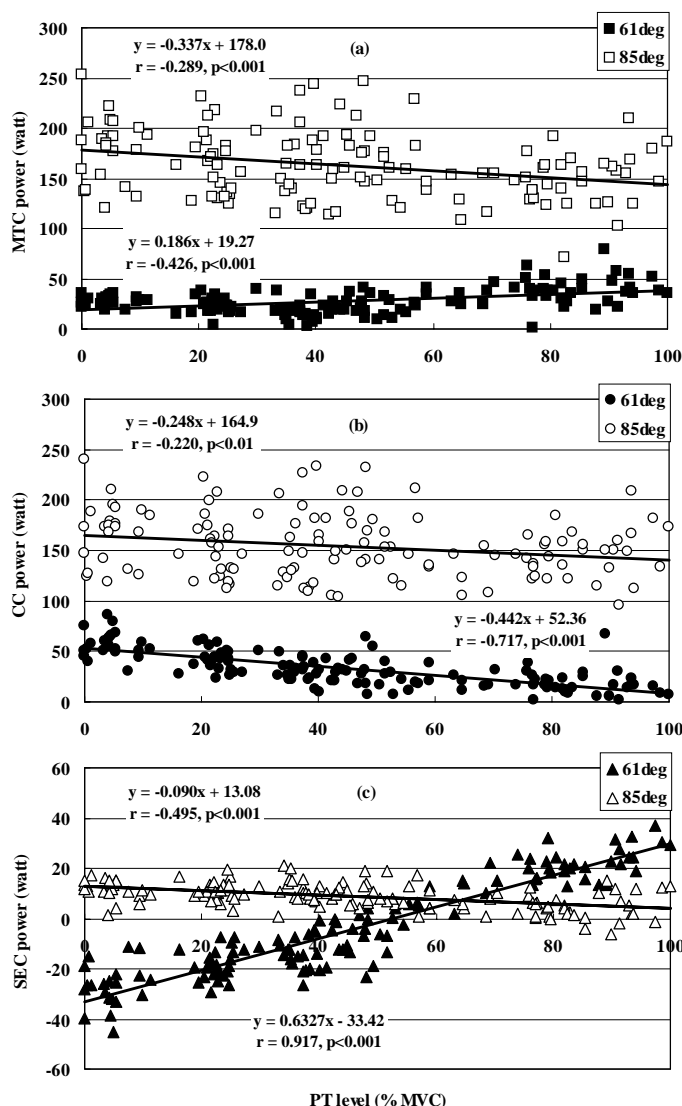 300
250
200
150
100
50
0
MTC power (watt)
y = -0.337x + 178.0
r = -0.289, p<0.001
(a)
61deg
85deg
y = 0.186x + 19.27
r = -0.426, p<0.001
0 20 40 60 80 100
300
250
200
150
100
50
0
CC power (watt)
y = -0.248x + 164.9
r = -0.220, p<0.01
(b)
61deg
85deg
y = -0.442x + 52.36
r = -0.717, p<0.001
0 20 40 60 80 100
60
40
20
0
-20
-40
-60
SEC power (watt)
y = -0.090x + 13.08
r = -0.495, p<0.001
(c)
61deg
85deg
0 20 40 60 80 100
y = 0.6327x - 33.42
r = 0.917, p<0.001
PT level (% MVC)